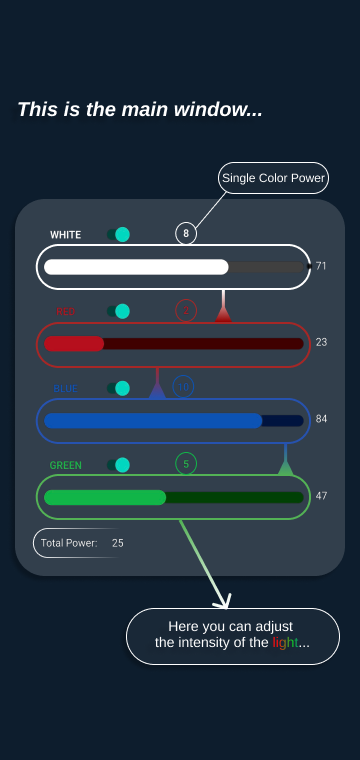 This is the main window...
Single Color Power
WHITE 8
71
RED 2
23
BLUE 10
84
GREEN 5
47
Total Power: 25
Here you can adjust
the intensity of the light...